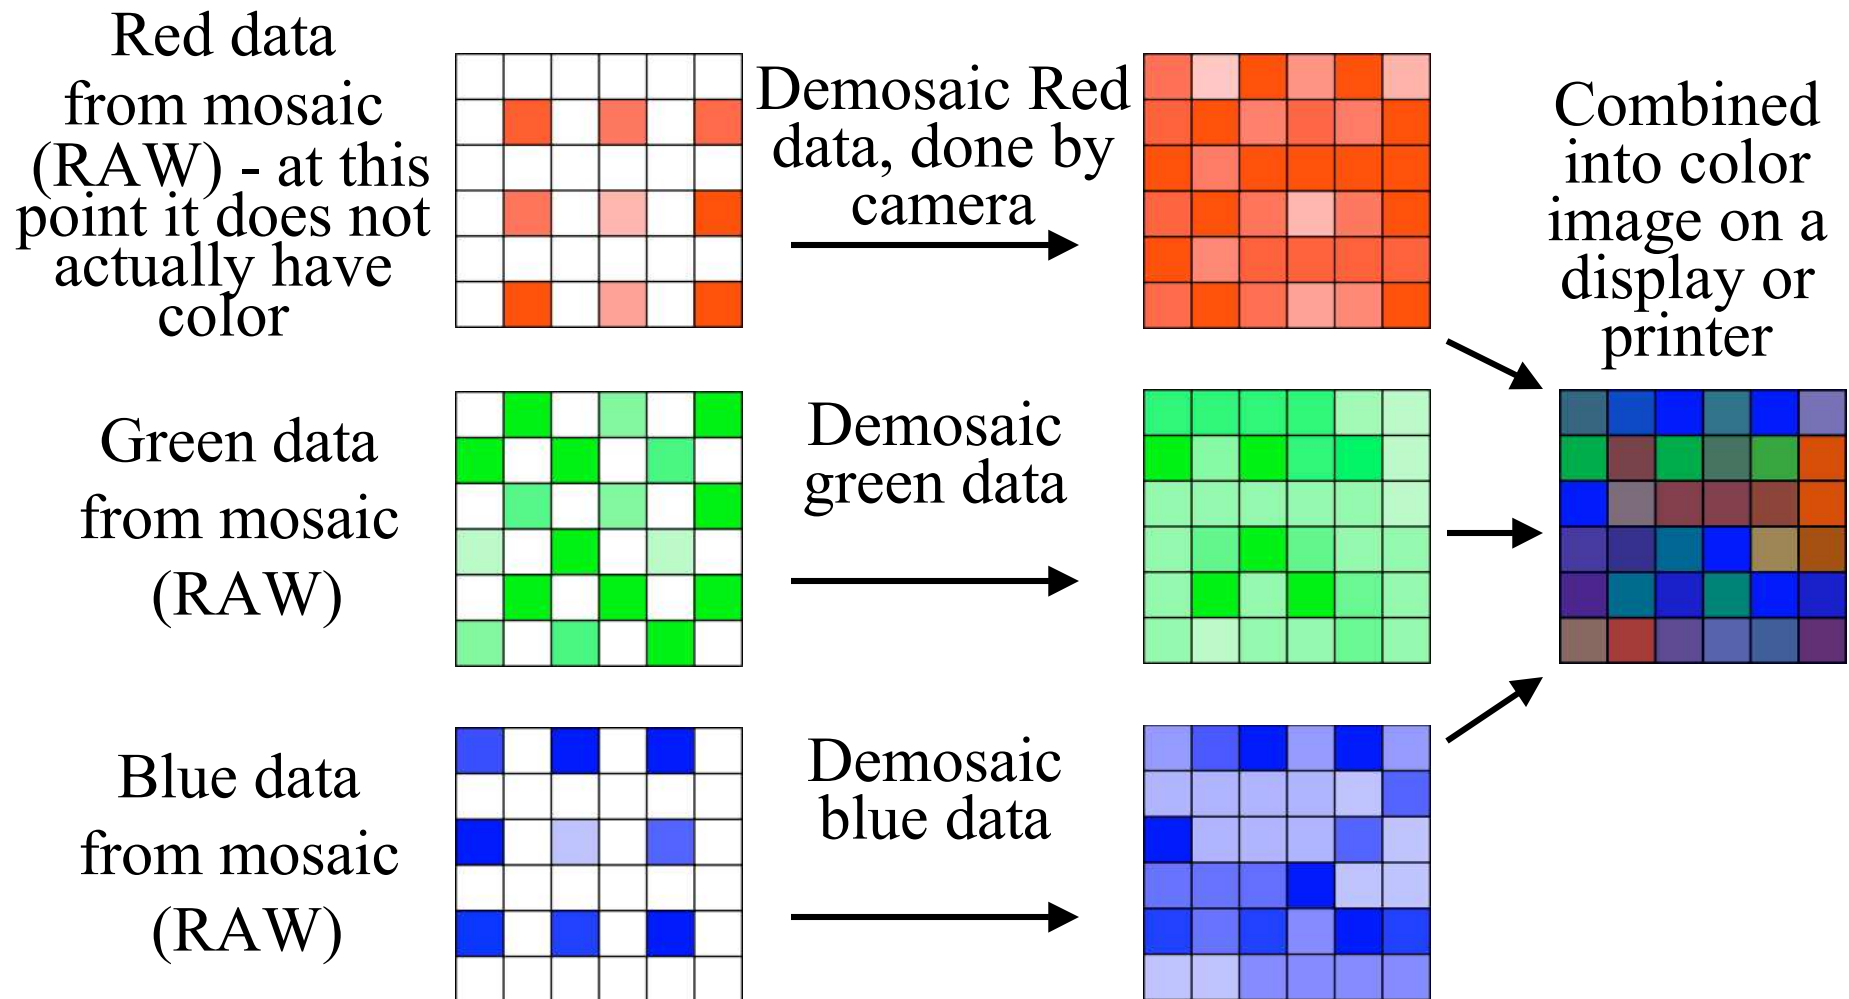 Red data
from mosaic
(RAW) - at this
point it does not
actually have
color
Demosaic Red
data, done by
camera
Combined
into color
image on a
display or
printer
Green data
from mosaic
(RAW)
Demosaic
green data
Blue data
from mosaic
(RAW)
Demosaic
blue data